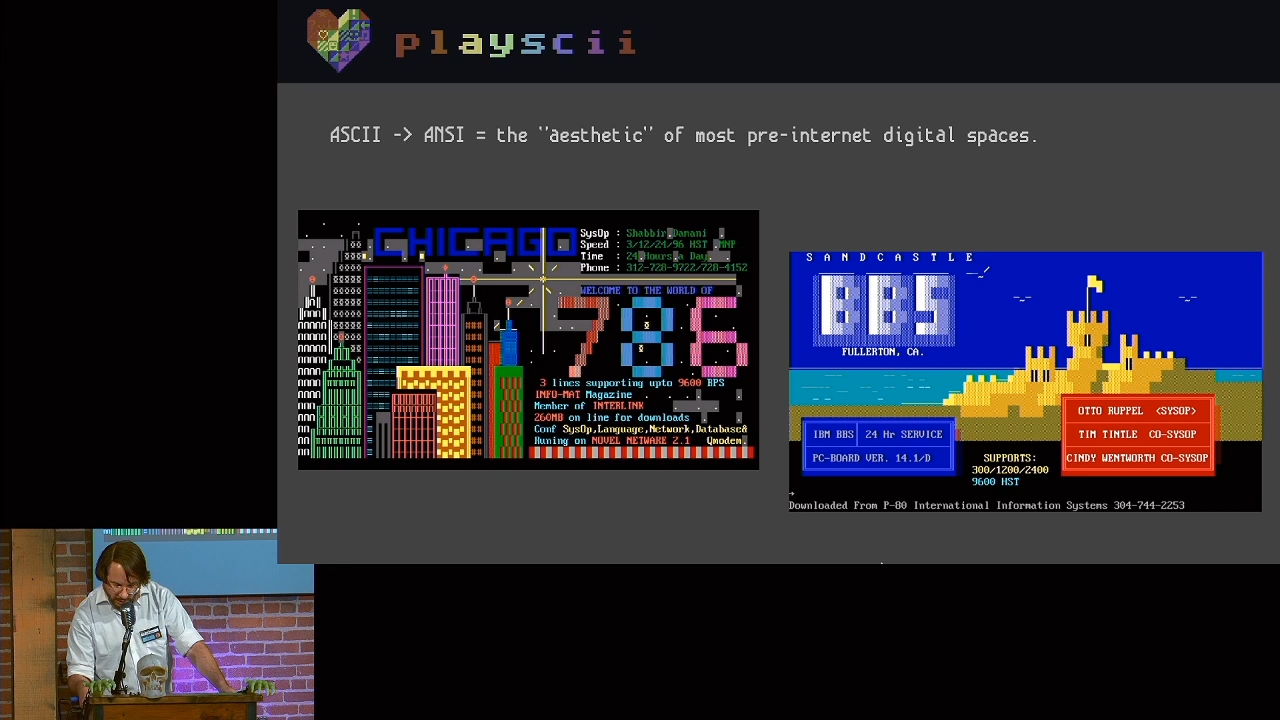 playscii
ASCII -> ANSI = the "aesthetic" of most pre-internet digital spaces.
CHICAGO
SysOp : Shabbir Damani
Speed : 3/12/24/96 HST MNP
Time : 24 Hours a Day
Phone : 312-728-9722/728-4152
WELCOME TO THE WORLD OF
786
3 lines supporting upto 9600 BPS
INFO-MAT Magazine
Member of INTERLINK
260MB on line for downloads
Conf SysOp,Language,Network,Database&
Runing on NOVEL NETWARE 2.1 Qmodem
SANDCASTLE
BBS
FULLERTON, CA.
IBM BBS 24 Hr SERVICE
PC-BOARD VER. 14.1/D
SUPPORTS:
300/1200/2400
9600 HST
OTTO RUPPEL <SYSOP>
TIM TINTLE CO-SYSOP
CINDY WENTWORTH CO-SYSOP
Downloaded From P-80 International Information Systems 304-744-2253